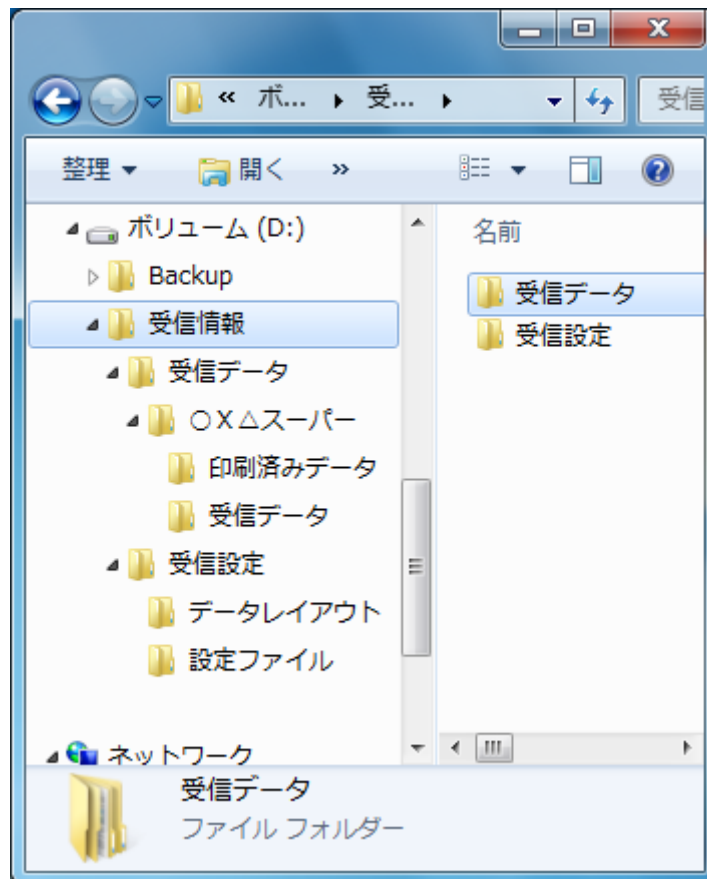 « ボ... ▶ 受... ▶ 受信
整理 ▼ 開く »
ボリューム (D:)
Backup
受信情報
受信データ
○X△スーパー
印刷済みデータ
受信データ
受信設定
データレイアウト
設定ファイル
ネットワーク
名前
受信データ
受信設定
受信データ
ファイル フォルダー